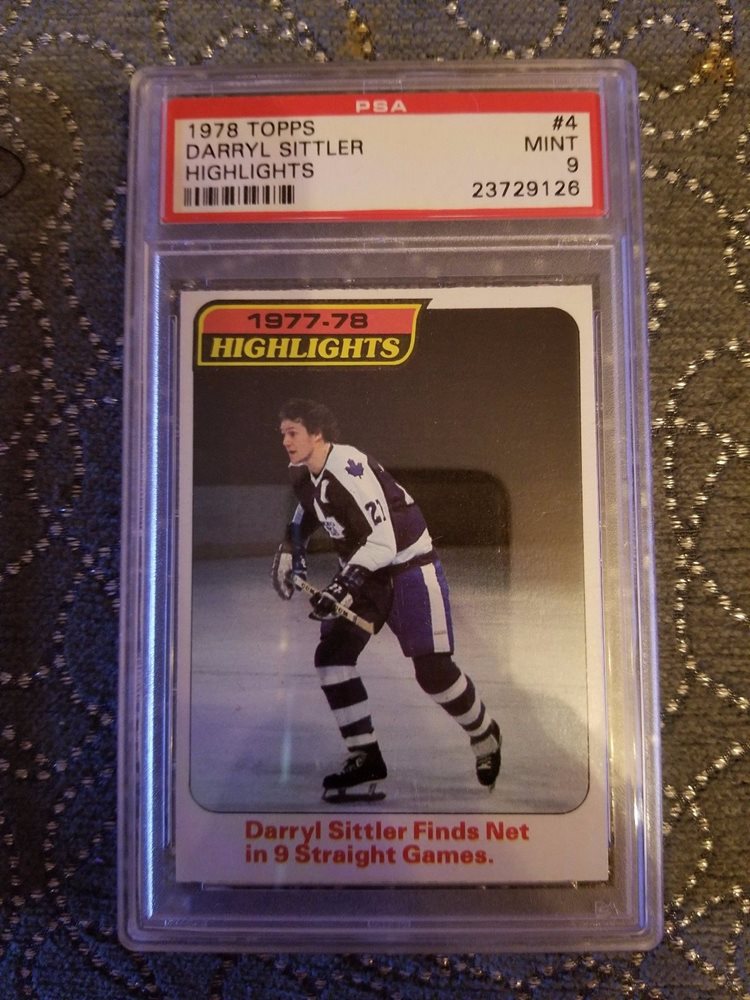 PSA
1978 TOPPS #4
DARRYL SITTLER MINT
HIGHLIGHTS 9
23729126
1977-78
HIGHLIGHTS
21
Darryl Sittler Finds Net
in 9 Straight Games.